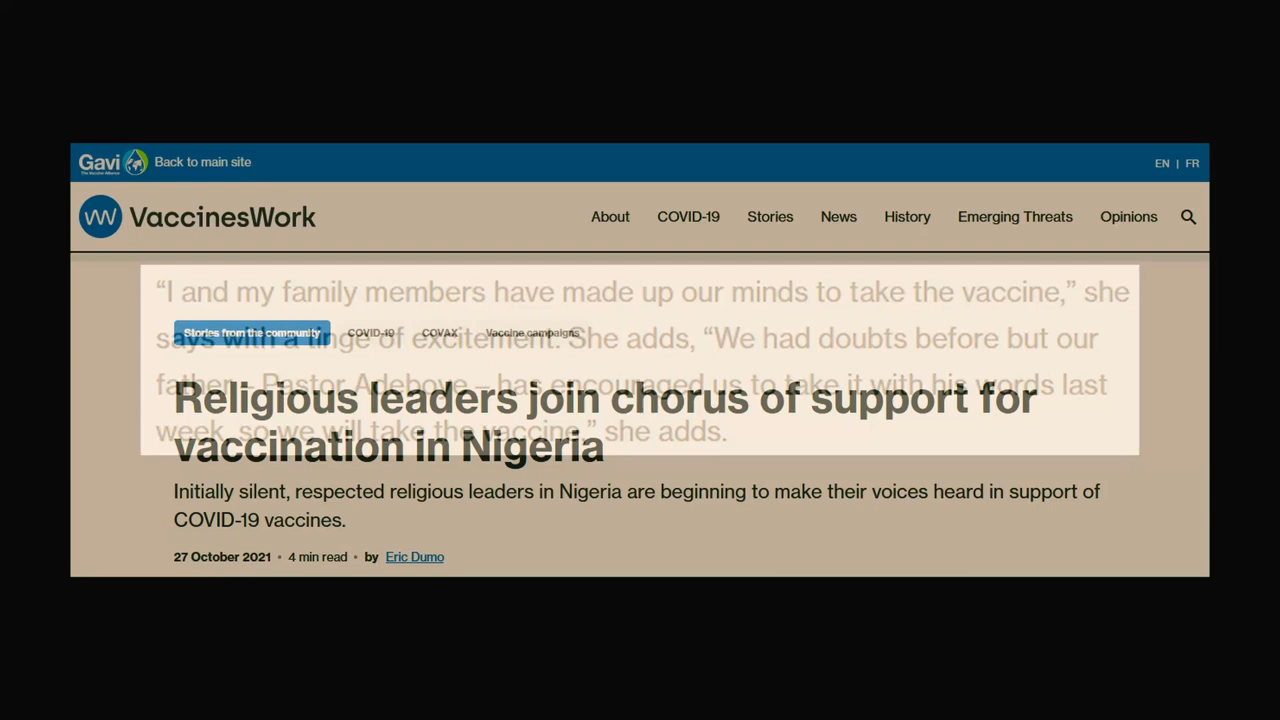 Gavi Back to main site EN | FR
The Vaccine Alliance
VaccinesWork About COVID-19 Stories News History Emerging Threats Opinions
“I and my family members have made up our minds to take the vaccine,” she
Stories from the community COVID-19 COVAX Vaccine campaigns
says with a tinge of excitement. She adds, “We had doubts before but our
father – Pastor Adeboye – has encouraged us to take it with his words last
Religious leaders join chorus of support for
week, so we will take the vaccine,” she adds.
vaccination in Nigeria
Initially silent, respected religious leaders in Nigeria are beginning to make their voices heard in support of
COVID-19 vaccines.
27 October 2021 • 4 min read • by Eric Dumo